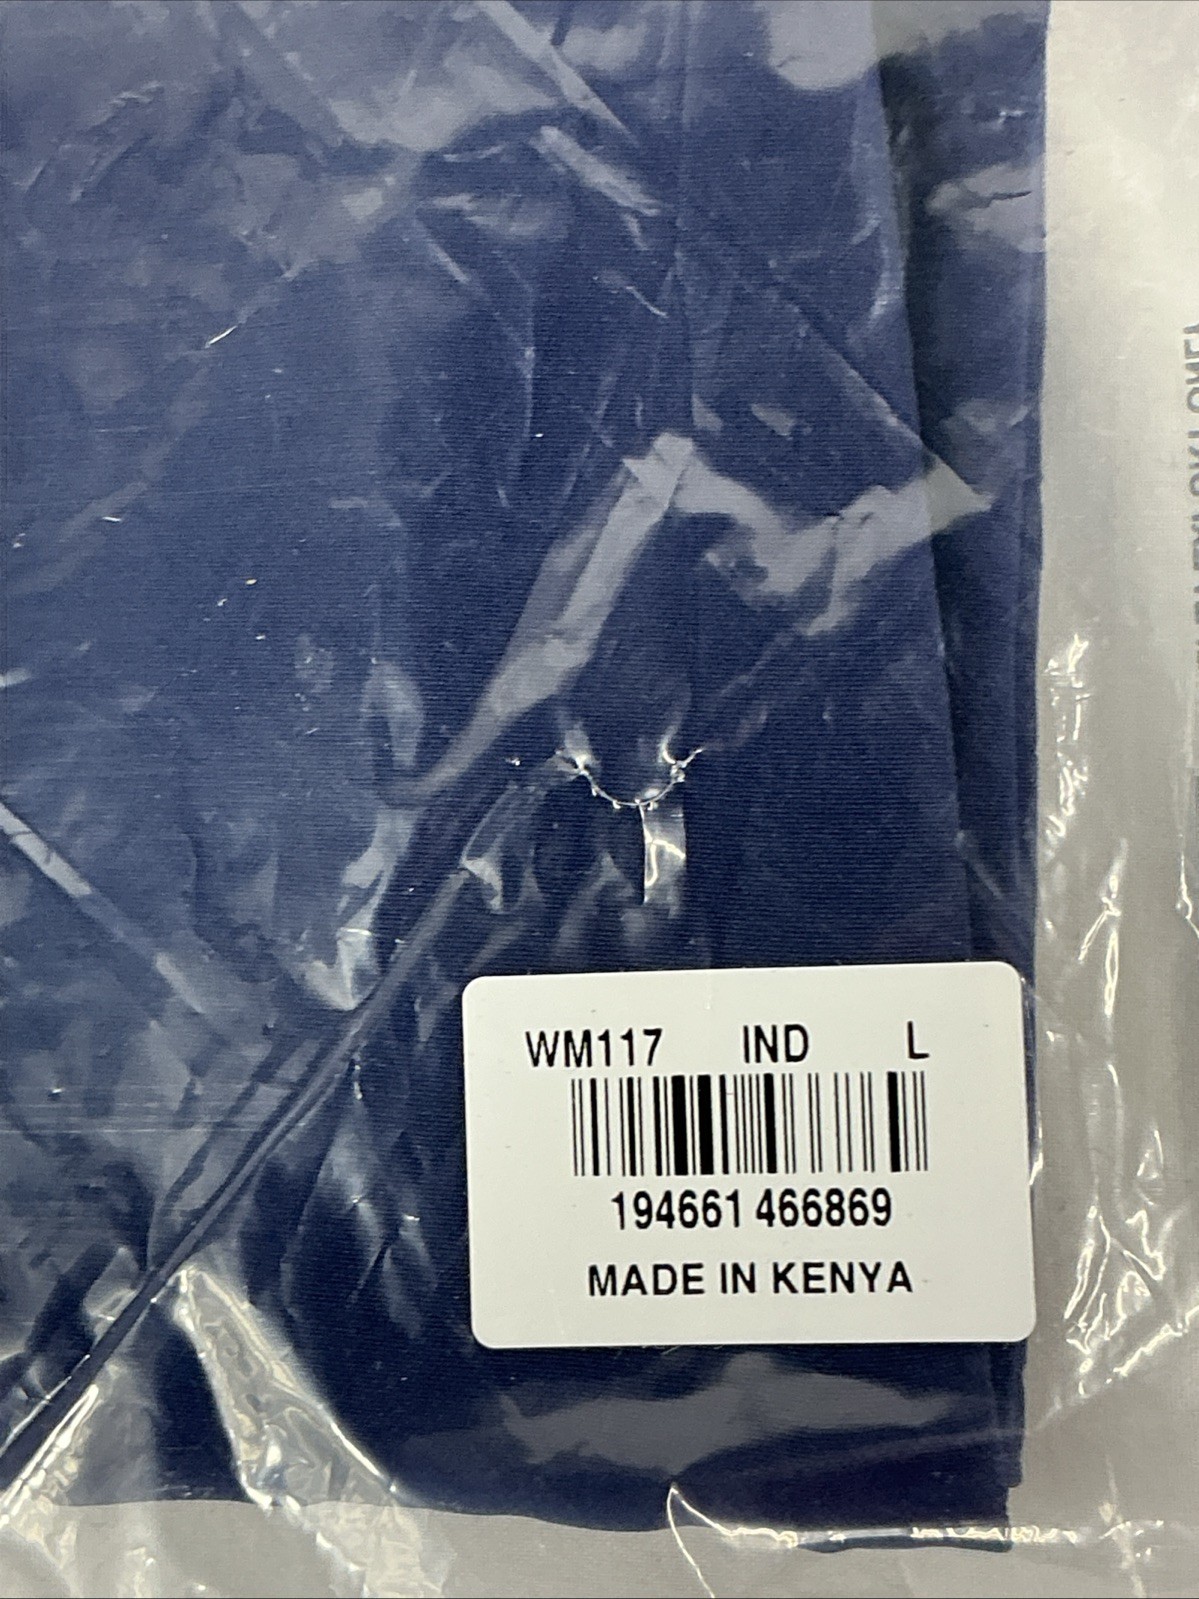 WM117 IND L
194661 466869
MADE IN KENYA